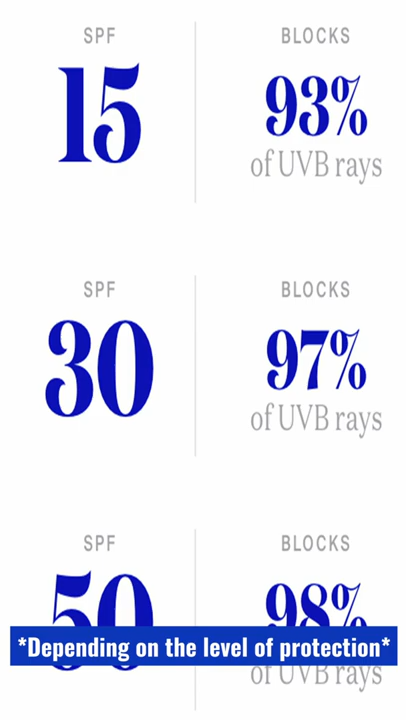 SPF
BLOCKS
15
93%
of UVB rays
SPF
BLOCKS
30
97%
of UVB rays
SPF
BLOCKS
50
98%
*Depending on the level of protection*
of UVB rays